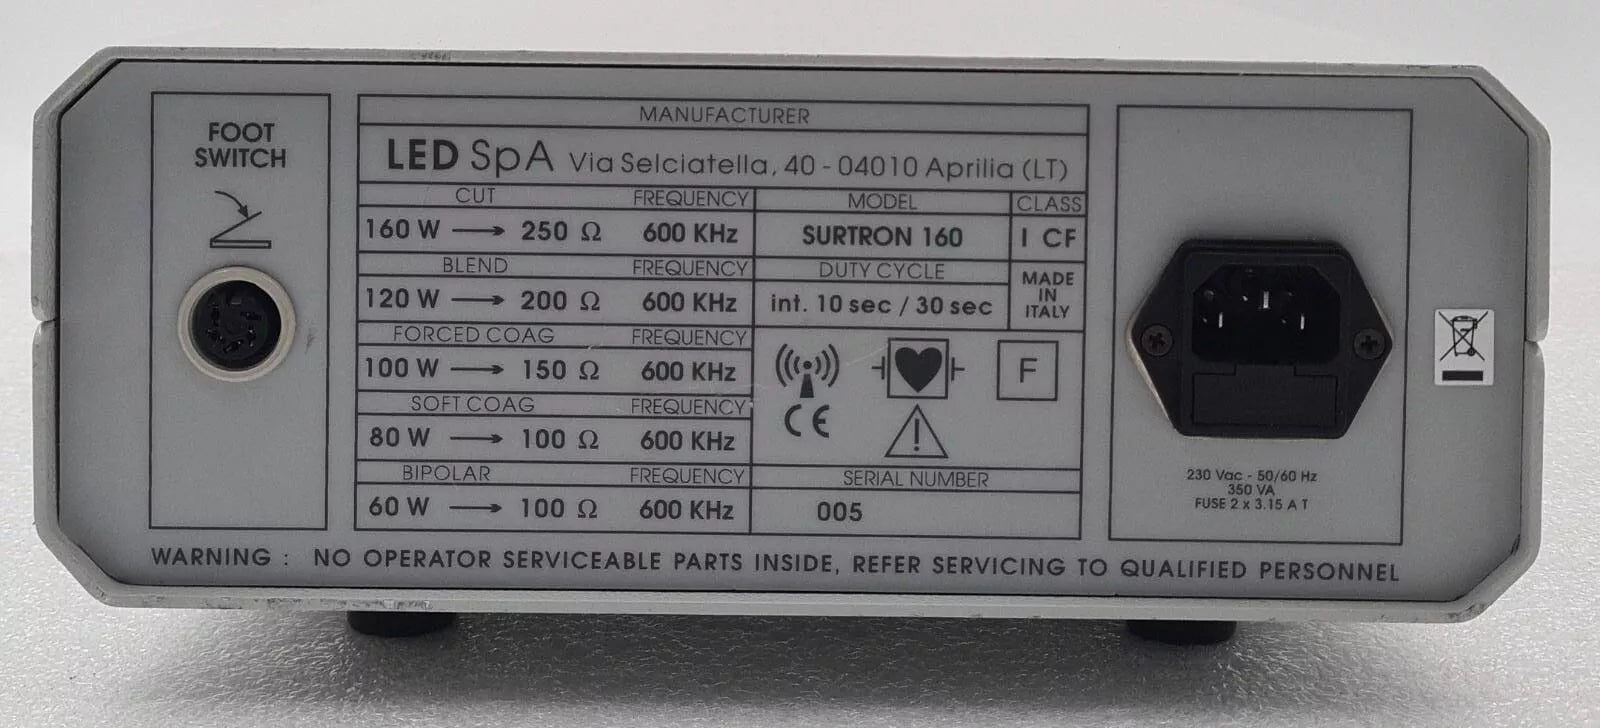 FOOT
SWITCH
MANUFACTURER
LED SpA Via Selciatella, 40 - 04010 Aprilia (LT)
CUT FREQUENCY MODEL CLASS
160 W → 250 Ω 600 KHz SURTRON 160 I CF
BLEND FREQUENCY DUTY CYCLE MADE
IN
ITALY
120 W → 200 Ω 600 KHz int. 10 sec / 30 sec
FORCED COAG FREQUENCY
100 W → 150 Ω 600 KHz
F
SOFT COAG FREQUENCY
CE
80 W → 100 Ω 600 KHz
BIPOLAR FREQUENCY SERIAL NUMBER
60 W → 100 Ω 600 KHz 005
230 Vac - 50/60 Hz
350 VA
FUSE 2 x 3.15 A T
WARNING : NO OPERATOR SERVICEABLE PARTS INSIDE, REFER SERVICING TO QUALIFIED PERSONNEL